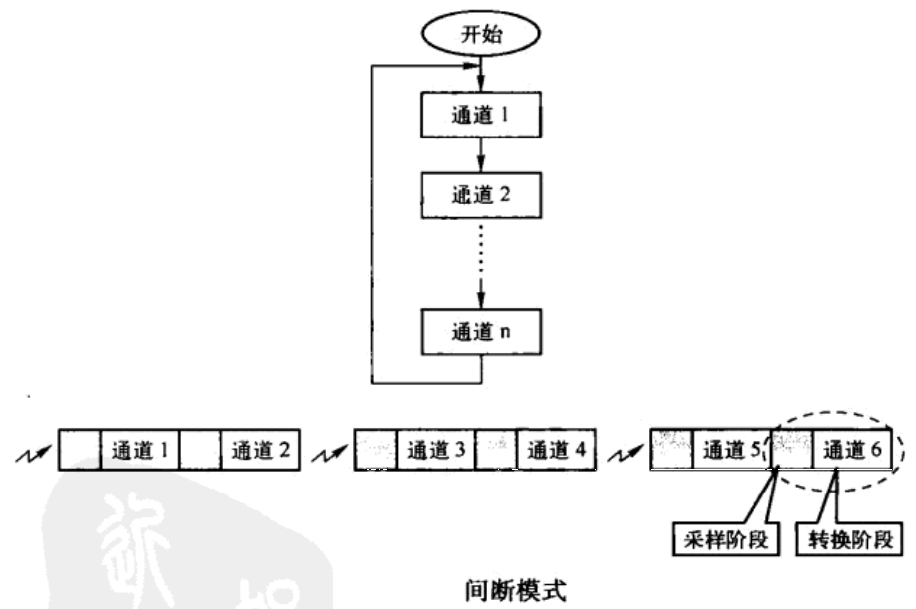 开始
通道 1
通道 2
通道 n
通道 1
通道 2
通道 3
通道 4
通道 5
通道 6
采样阶段
转换阶段
间断模式